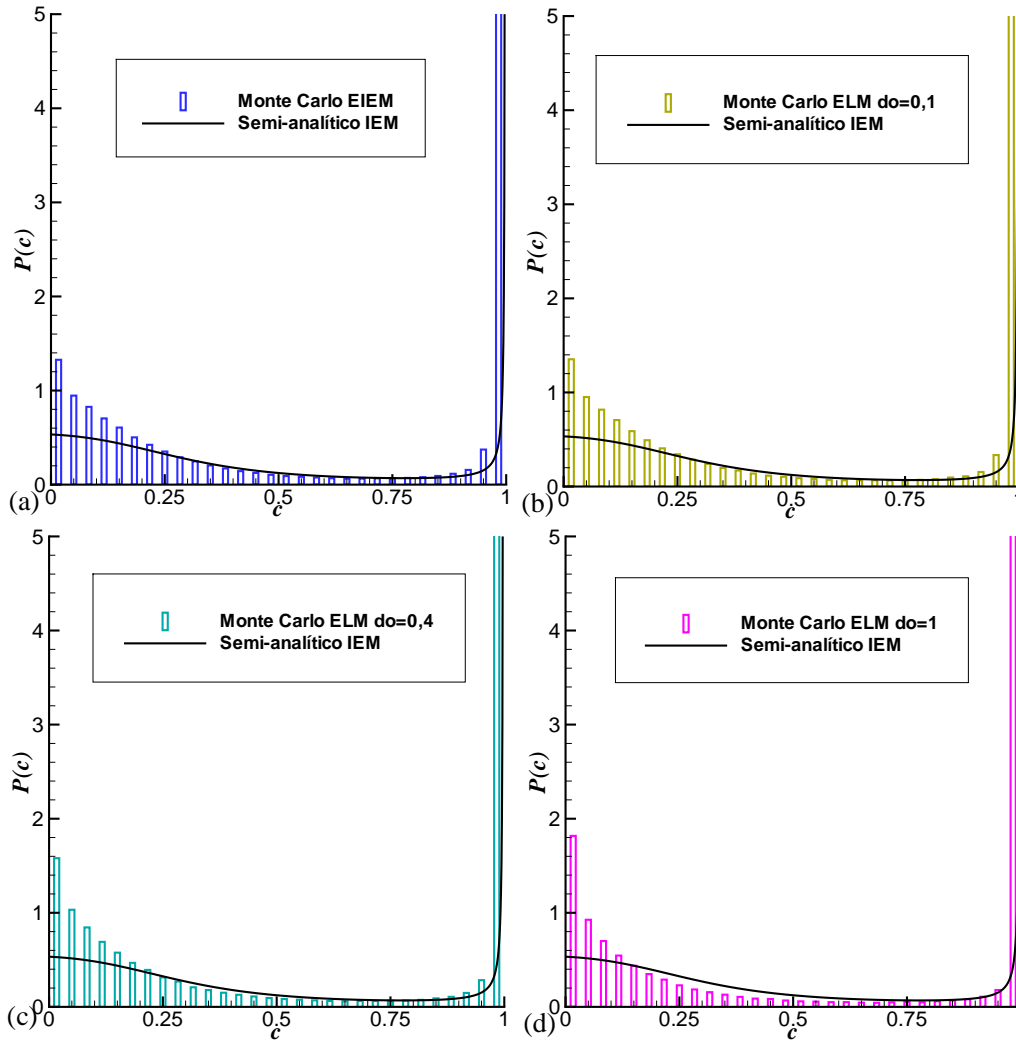 5
4
3
2
1
0
P(c)
Monte Carlo EIEM
Semi-analítico IEM
0
0.25
0.5
0.75
1
c
(a)
5
4
3
2
1
0
P(c)
Monte Carlo ELM do=0,1
Semi-analítico IEM
0
0.25
0.5
0.75
1
c
(b)
5
4
3
2
1
0
P(c)
Monte Carlo ELM do=0,4
Semi-analítico IEM
0
0.25
0.5
0.75
1
c
(c)
5
4
3
2
1
0
P(c)
Monte Carlo ELM do=1
Semi-analítico IEM
0
0.25
0.5
0.75
1
c
(d)